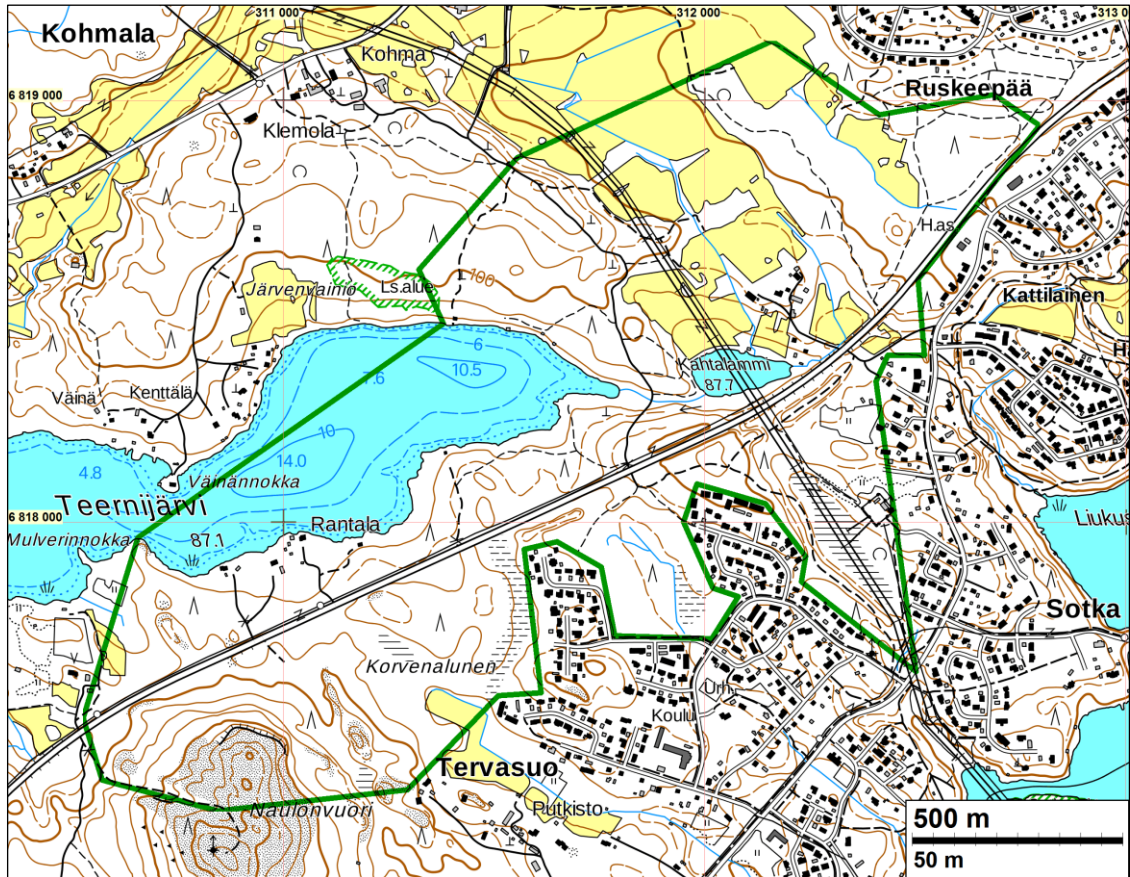 311 000
312 000
313 0
Kohmala
Kohma
6 819 000
Ruskeepää
Klemola
H.as.
Järvenvainio
Ls.alue
100
Kattilainen
H
6
7.6
10.5
Kahtalammi
87.7
Väinä
Kenttälä
10
14.0
4.8
Väinännokka
Teernijärvi
6 818 000
Rantala
Liukus
Mulverinnokka
87.1
Sotka
Korvenalunen
Urh.
Koulu
Tervasuo
Naulonvuori
Putkisto
500 m
50 m